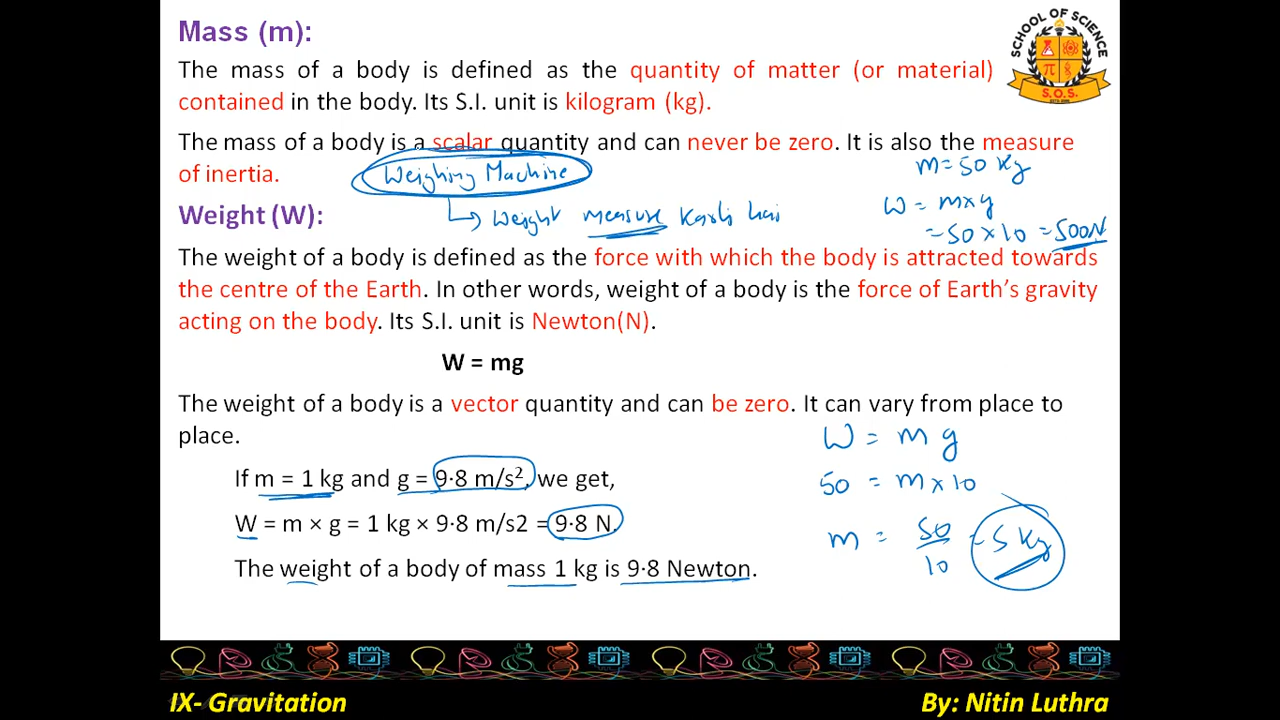 Mass (m):
SCHOOL OF SCIENCE
The mass of a body is defined as the quantity of matter (or material)
contained in the body. Its S.I. unit is kilogram (kg).
S.O.S.
The mass of a body is a scalar quantity and can never be zero. It is also the measure
of inertia.
Weighing Machine
m=50 kg
Weight (W):
Weight measure karti hai
W = m×g
= 50 × 10 = 500N
The weight of a body is defined as the force with which the body is attracted towards
the centre of the Earth. In other words, weight of a body is the force of Earth’s gravity
acting on the body. Its S.I. unit is Newton(N).
W = mg
The weight of a body is a vector quantity and can be zero. It can vary from place to
place.
W = m g
If m = 1 kg and g = 9·8 m/s², we get,
50 = m × 10
W = m × g = 1 kg × 9·8 m/s2 = 9·8 N.
m = 50/10 = 5 kg
The weight of a body of mass 1 kg is 9·8 Newton.
IX- Gravitation
By: Nitin Luthra